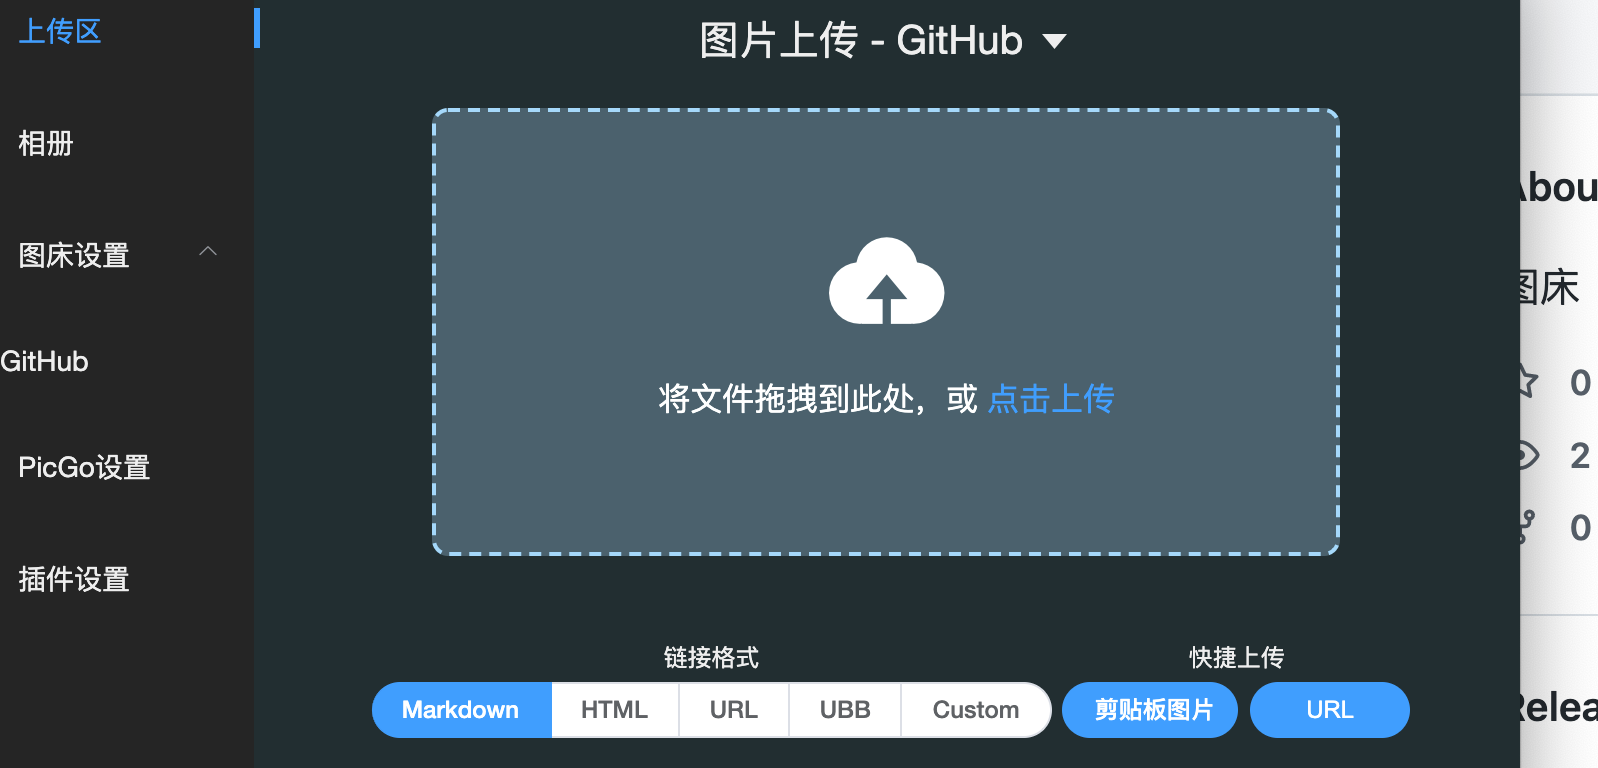 上传区
相册
图床设置
GitHub
PicGo设置
插件设置
图片上传 - GitHub
将文件拖拽到此处，或 点击上传
链接格式
快捷上传
Markdown HTML URL UBB Custom 剪贴板图片 URL
Abou
图床
0
2
0
Relea